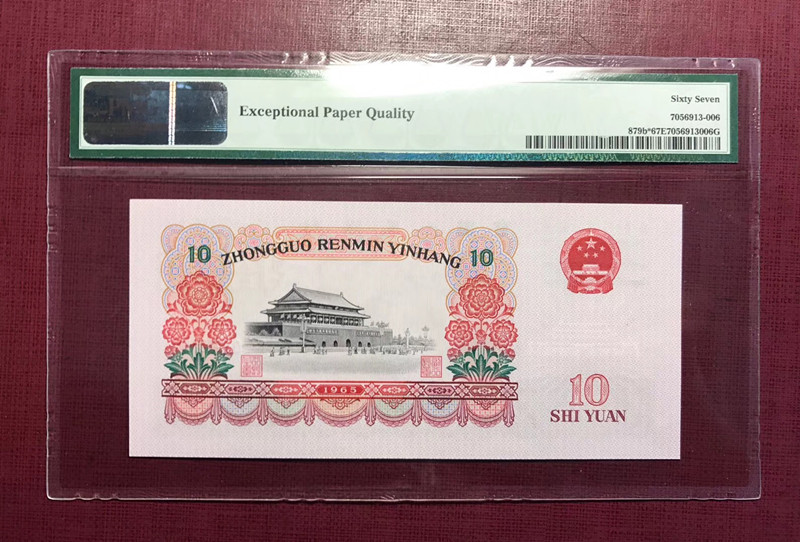 Exceptional Paper Quality
Sixty Seven
7056913-006
879b*67E7056913006G
10 ZHONGGUO RENMIN YINHANG 10
1965
10
SHI YUAN